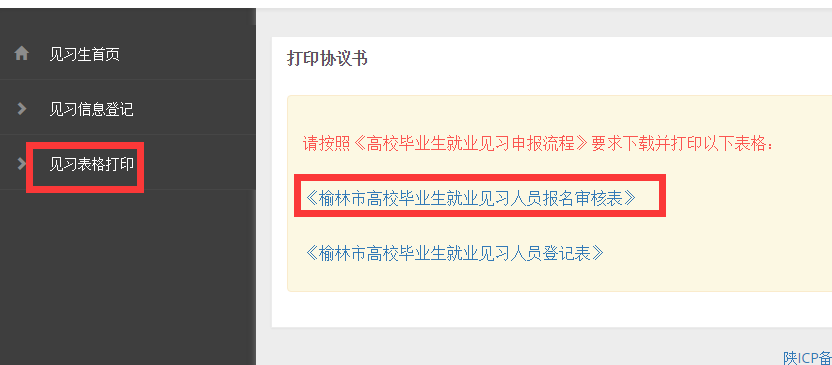 见习生首页
见习信息登记
见习表格打印
打印协议书
请按照《高校毕业生就业见习申报流程》要求下载并打印以下表格：
《榆林市高校毕业生就业见习人员报名审核表》
《榆林市高校毕业生就业见习人员登记表》
陕ICP备